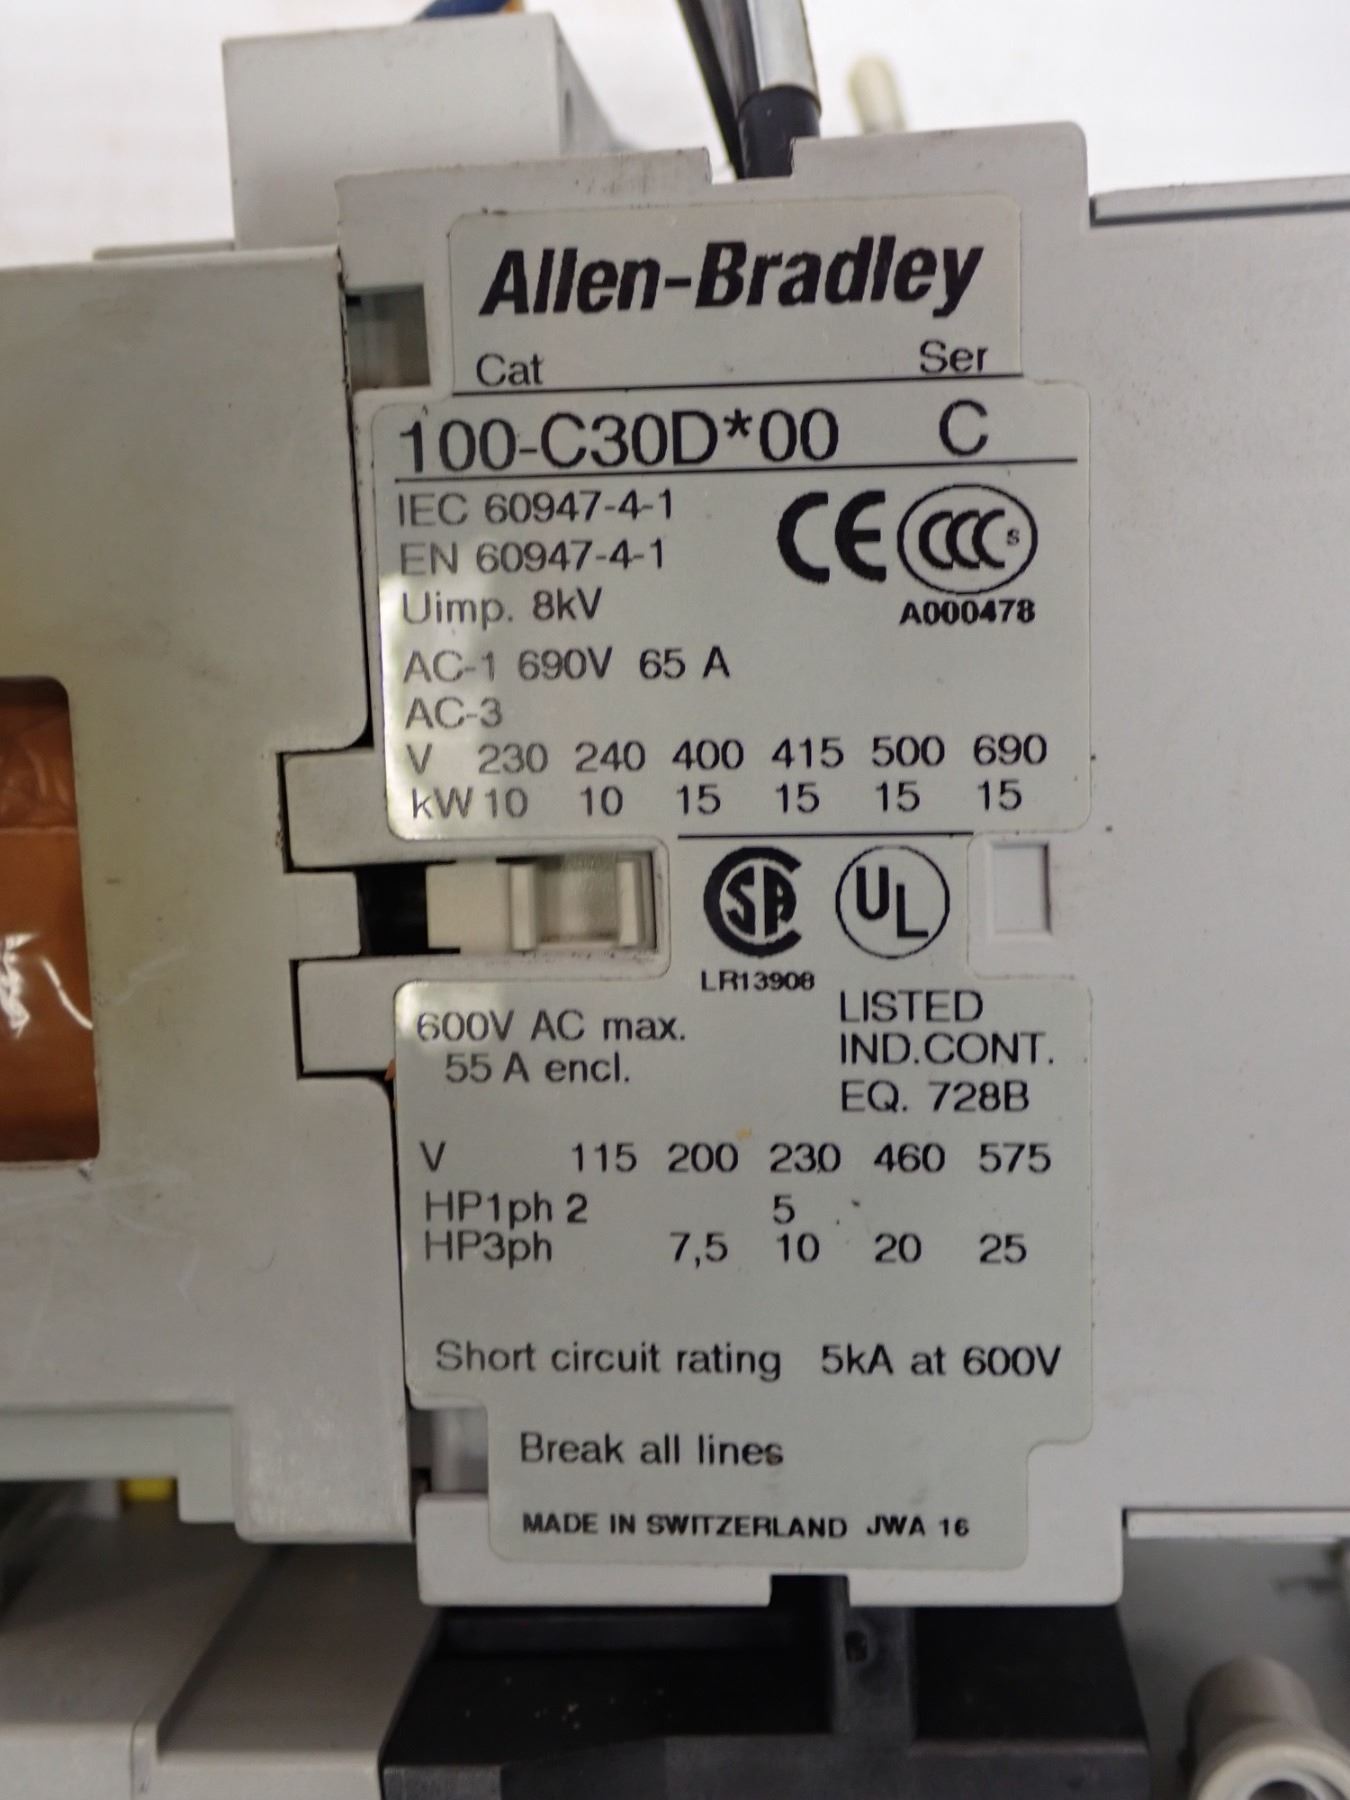 Allen-Bradley
Cat Ser
100-C30D*00 C
IEC 60947-4-1
EN 60947-4-1
CE CCC S
Uimp. 8kV
A000478
AC-1 690V 65 A
AC-3
V 230 240 400 415 500 690
kW 10 10 15 15 15 15
SA UL
LR13908
600V AC max.
55 A encl.
LISTED
IND.CONT.
EQ. 728B
V 115 200 230 460 575
HP1ph 2 5
HP3ph 7,5 10 20 25
Short circuit rating 5kA at 600V
Break all lines
MADE IN SWITZERLAND JWA 16